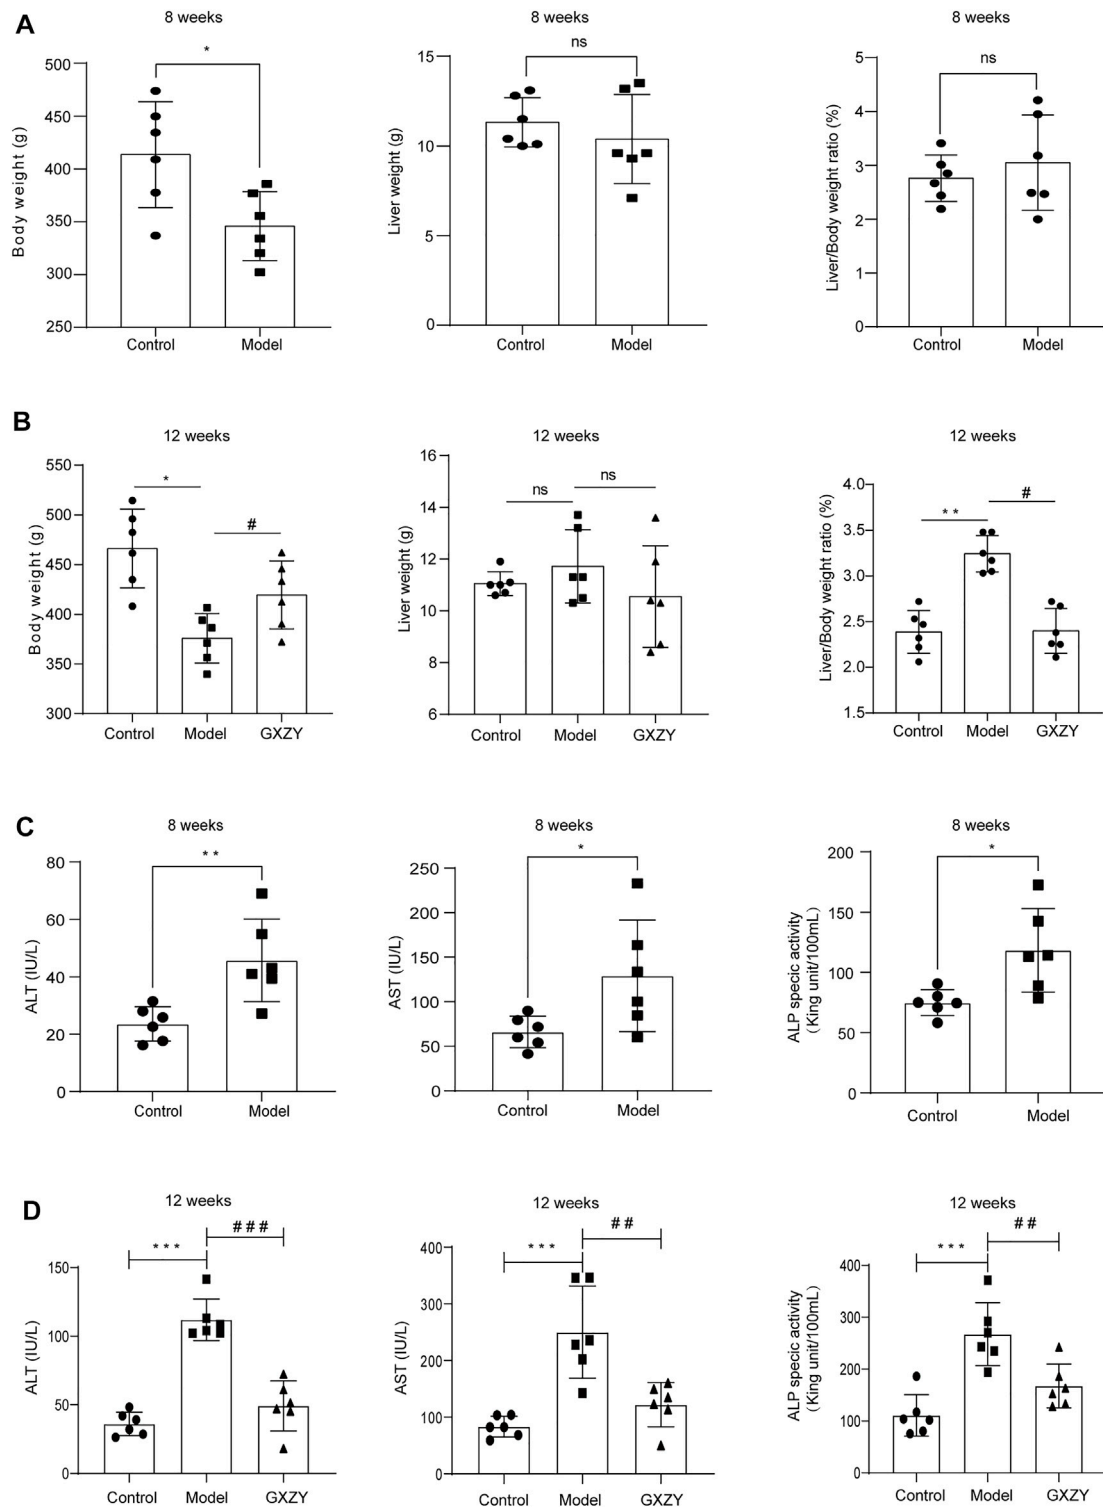 A
8 weeks
8 weeks
8 weeks
*
ns
ns
Body weight (g)
500
450
400
350
300
250
Control
Model
Liver weight (g)
15
10
5
0
Control
Model
Liver/Body weight ratio (%)
5
4
3
2
1
0
Control
Model
B
12 weeks
12 weeks
12 weeks
Body weight (g)
550
500
450
400
350
300
*
#
Control
Model
GXZY
Liver weight (g)
16
14
12
10
8
6
ns
ns
Control
Model
GXZY
Liver/Body weight ratio (%)
4.0
3.5
3.0
2.5
2.0
1.5
* *
#
Control
Model
GXZY
C
8 weeks
8 weeks
8 weeks
ALT (IU/L)
80
60
40
20
0
* *
Control
Model
AST (IU/L)
250
200
150
100
50
0
*
Control
Model
ALP specic activity
(King unit/100mL)
200
150
100
50
0
*
Control
Model
D
12 weeks
12 weeks
12 weeks
ALT (IU/L)
150
100
50
0
* * *
# # #
Control
Model
GXZY
AST (IU/L)
400
300
200
100
0
* * *
# #
Control
Model
GXZY
ALP specic activity
(King unit/100mL)
400
300
200
100
0
* * *
# #
Control
Model
GXZY